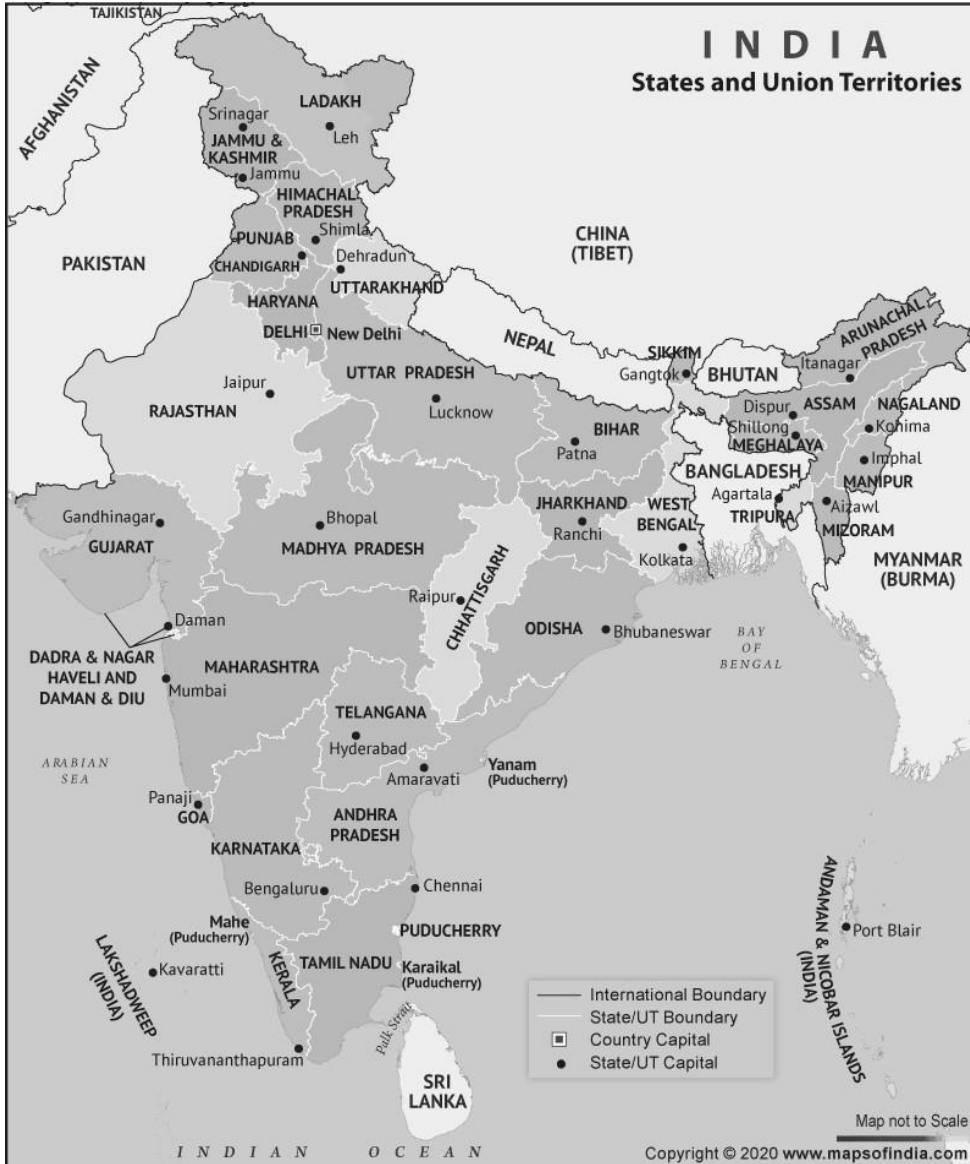 TAJIKISTAN
INDIA
States and Union Territories
AFGHANISTAN
LADAKH
Srinagar
Leh
JAMMU &
KASHMIR
Jammu
HIMACHAL
PRADESH
Shimla
PUNJAB
CHANDIGARH
CHINA
(TIBET)
PAKISTAN
Dehradun
UTTARAKHAND
HARYANA
DELHI
New Delhi
NEPAL
SIKKIM
Gangtok
BHUTAN
ARUNACHAL
PRADESH
Itanagar
UTTAR PRADESH
Lucknow
Jaipur
RAJASTHAN
Dispur
ASSAM
NAGALAND
Shillong
MEGHALAYA
Kohima
BIHAR
Patna
Imphal
MANIPUR
BANGLADESH
Agartala
TRIPURA
Aizawl
MIZORAM
JHARKHAND
Ranchi
WEST
BENGAL
Kolkata
MYANMAR
(BURMA)
Gandhinagar
GUJARAT
Bhopal
MADHYA PRADESH
Raipur
CHHATTISGARH
ODISHA
Bhubaneswar
BAY
OF
BENGAL
Daman
DADRA & NAGAR
HAVELI AND
DAMAN & DIU
MAHARASHTRA
Mumbai
TELANGANA
Hyderabad
ARABIAN
SEA
Amaravati
Yanam
(Puducherry)
Panaji
GOA
ANDHRA
PRADESH
KARNATAKA
Bengaluru
Chennai
Mahe
(Puducherry)
PUDUCHERRY
LAKSHADWEEP
(INDIA)
Kavaratti
KERALA
TAMIL NADU
Karaikal
(Puducherry)
Thiruvananthapuram
Palk Strait
SRI
LANKA
ANDAMAN & NICOBAR ISLANDS
(INDIA)
Port Blair
International Boundary
State/UT Boundary
Country Capital
State/UT Capital
INDIAN OCEAN
Map not to Scale
Copyright © 2020 www.mapsofindia.com